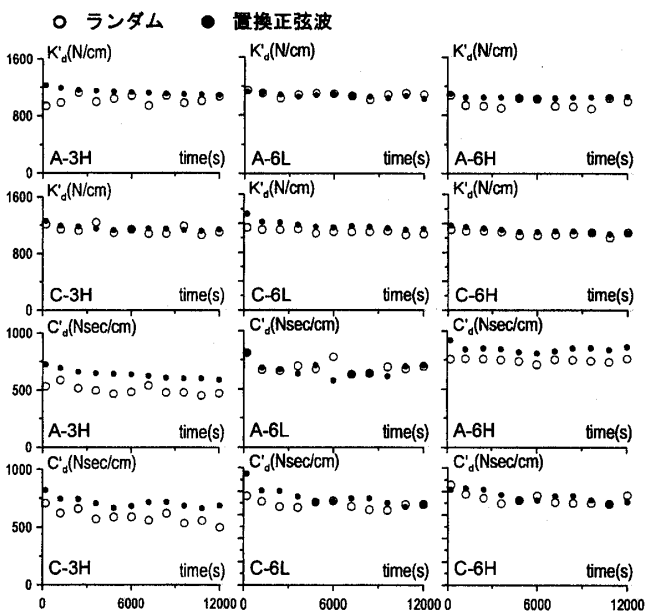 ○ ランダム ● 置換正弦波
K'd(N/cm) K'd(N/cm) K'd(N/cm)
1600
800
0
A-3H time(s) A-6L time(s) A-6H time(s)
K'd(N/cm) K'd(N/cm) K'd(N/cm)
1600
800
0
C-3H time(s) C-6L time(s) C-6H time(s)
C'd(Nsec/cm) C'd(Nsec/cm) C'd(Nsec/cm)
1000
500
0
A-3H time(s) A-6L time(s) A-6H time(s)
C'd(Nsec/cm) C'd(Nsec/cm) C'd(Nsec/cm)
1000
500
0
C-3H time(s) C-6L time(s) C-6H time(s)
0 6000 12000 0 6000 12000 0 6000 12000